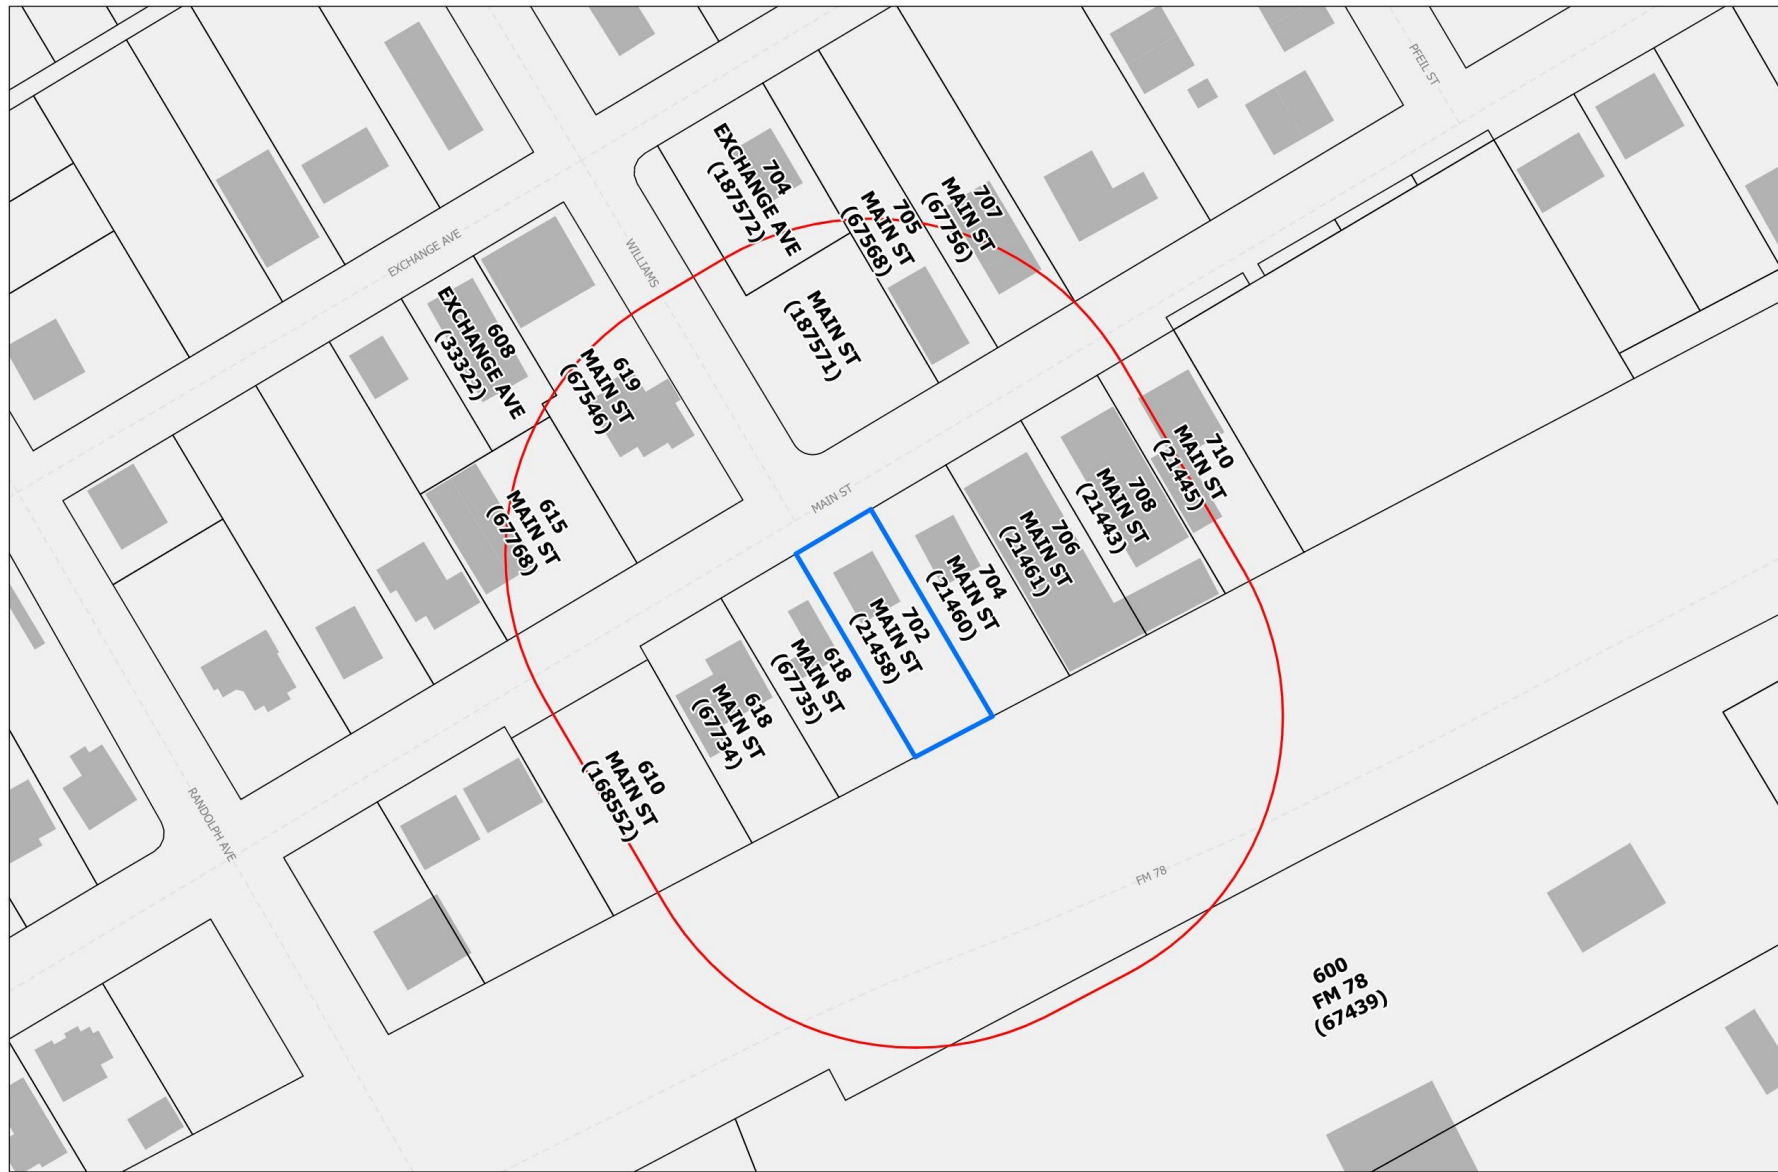 PFEIL ST
704
EXCHANGE AVE
(187572)
705
MAIN ST
(67568)
707
MAIN ST
(67756)
EXCHANGE AVE
WILLIAMS
608
EXCHANGE AVE
(33322)
619
MAIN ST
(67546)
MAIN ST
(187571)
615
MAIN ST
(67768)
MAIN ST
710
MAIN ST
(21445)
708
MAIN ST
(21443)
706
MAIN ST
(21461)
704
MAIN ST
(21460)
702
MAIN ST
(21458)
618
MAIN ST
(67735)
618
MAIN ST
(67734)
610
MAIN ST
(168552)
RANDOLPH AVE
FM 78
600
FM 78
(67439)